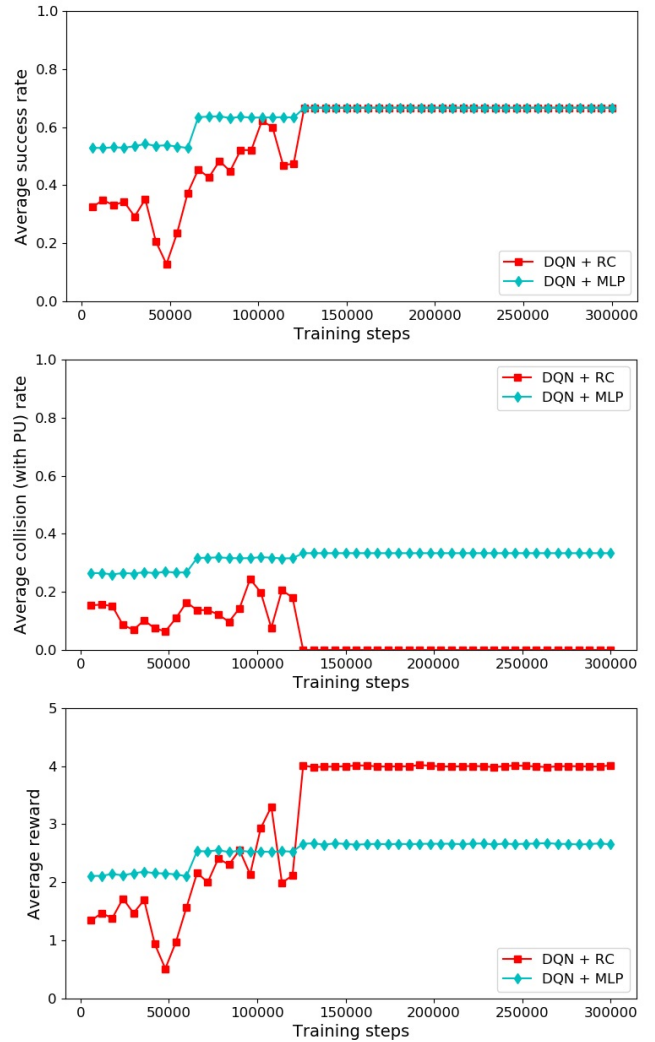 1.0
0.8
0.6
0.4
0.2
0.0
Average success rate
DQN + RC
DQN + MLP
0 50000 100000 150000 200000 250000 300000
Training steps
1.0
0.8
0.6
0.4
0.2
0.0
Average collision (with PU) rate
DQN + RC
DQN + MLP
0 50000 100000 150000 200000 250000 300000
Training steps
5
4
3
2
1
0
Average reward
DQN + RC
DQN + MLP
0 50000 100000 150000 200000 250000 300000
Training steps